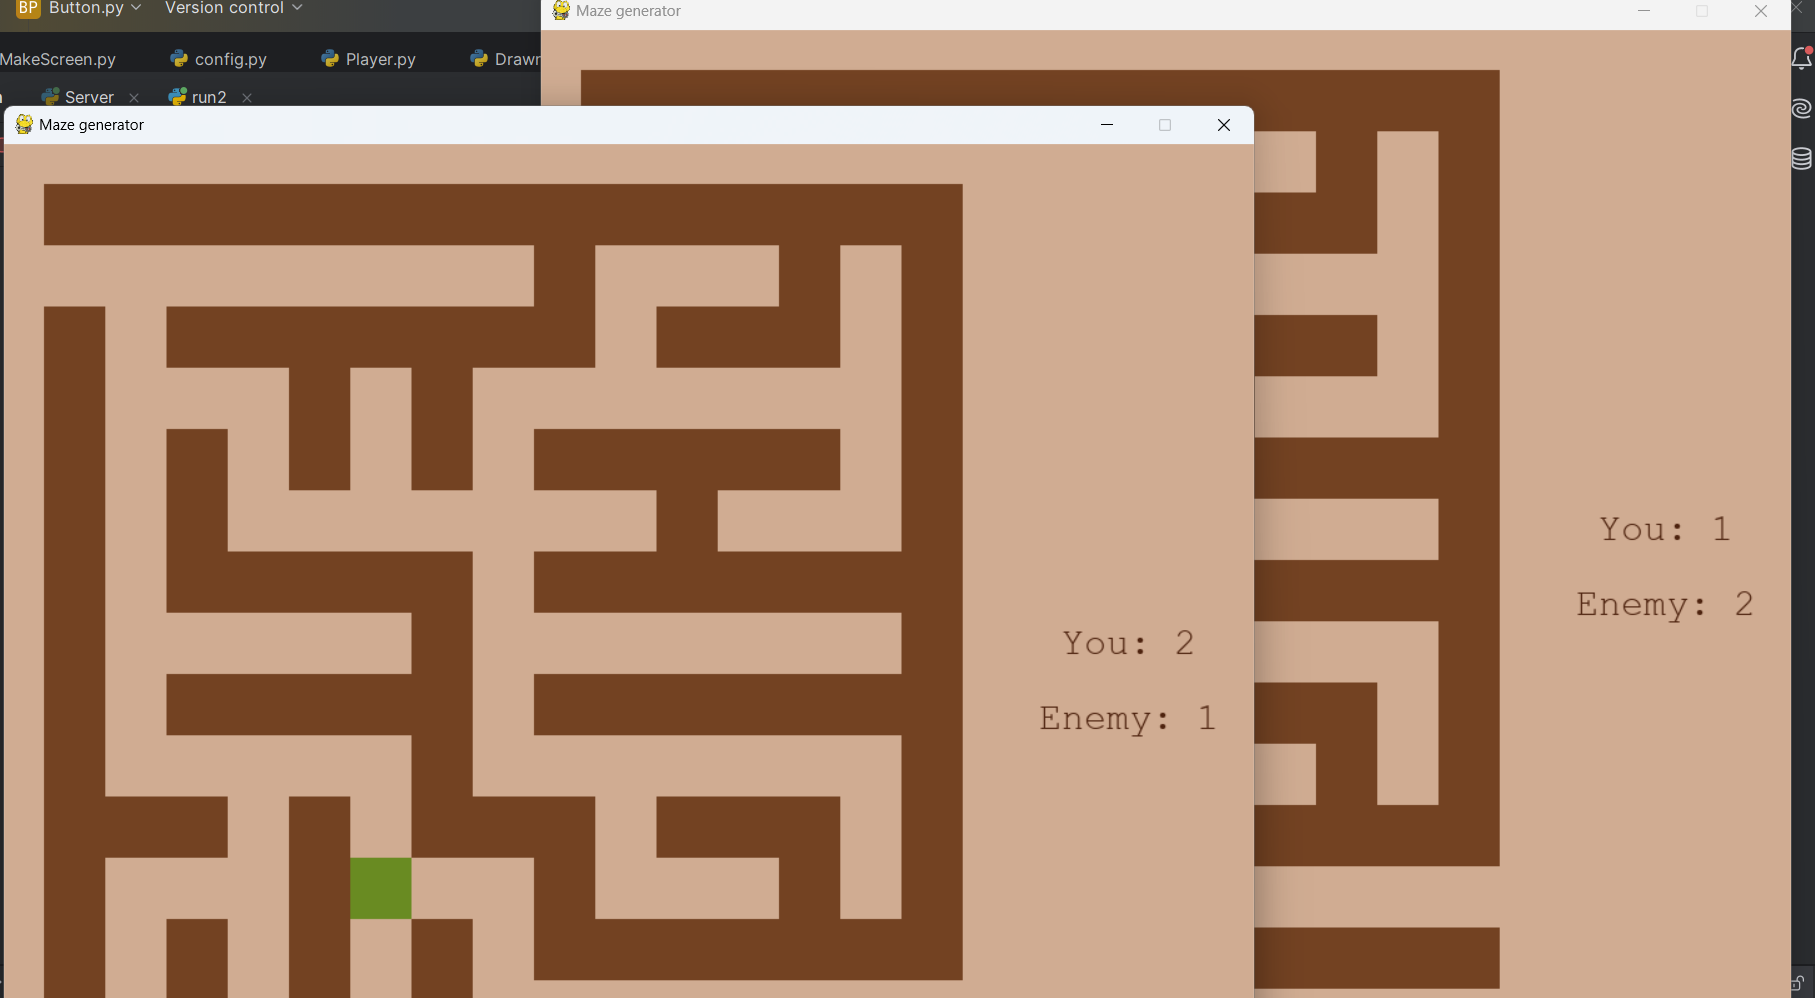 BP Button.py Version control
Maze generator
MakeScreen.py config.py Player.py Drawr
Server run2
Maze generator
You: 1
Enemy: 2
You: 2
Enemy: 1